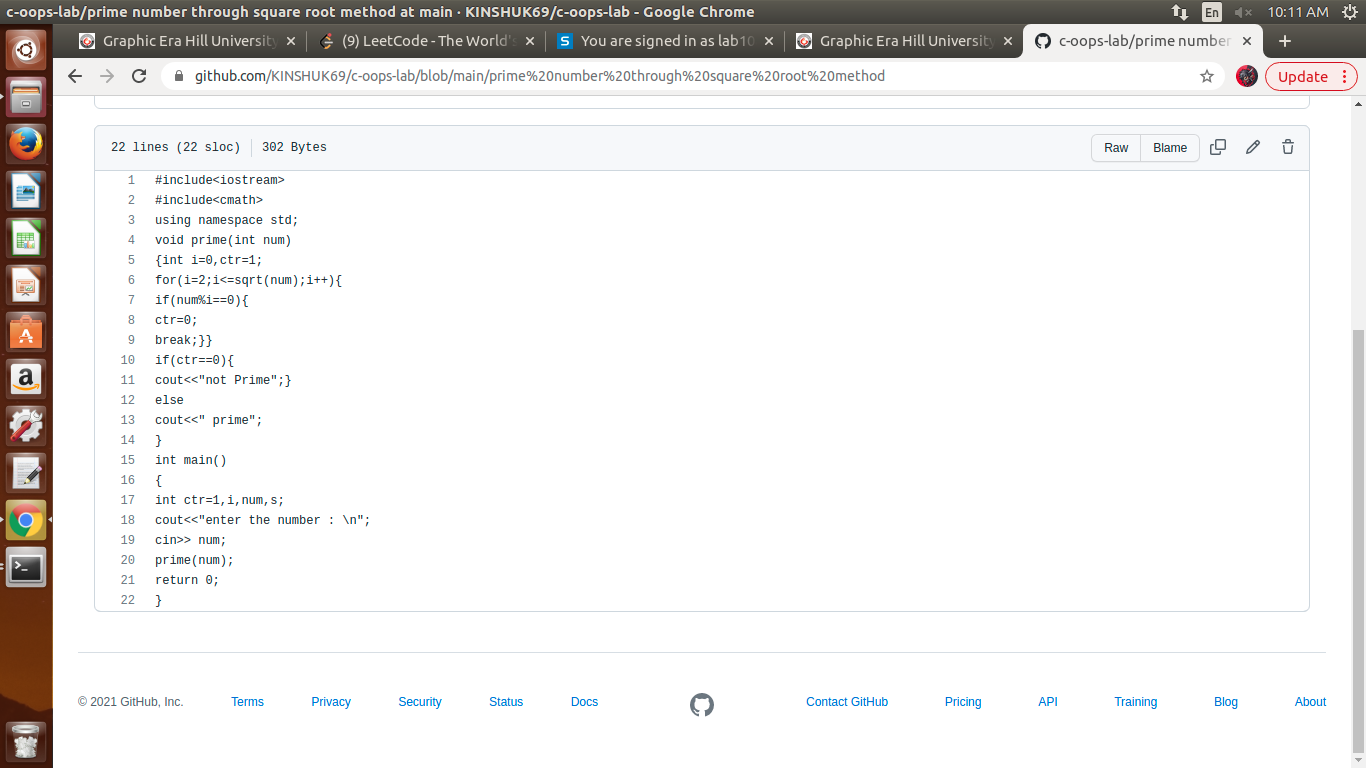 c-oops-lab/prime number through square root method at main · KINSHUK69/c-oops-lab - Google Chrome
En
10:11 AM
Graphic Era Hill University
(9) LeetCode - The World's
You are signed in as lab10
Graphic Era Hill University
c-oops-lab/prime number
github.com/KINSHUK69/c-oops-lab/blob/main/prime%20number%20through%20square%20root%20method
Update
22 lines (22 sloc)
302 Bytes
Raw
Blame
1 #include<iostream>
2 #include<cmath>
3 using namespace std;
4 void prime(int num)
5 {int i=0,ctr=1;
6 for(i=2;i<=sqrt(num);i++){
7 if(num%i==0){
8 ctr=0;
9 break;}}
10 if(ctr==0){
11 cout<<"not Prime";}
12 else
13 cout<<" prime";
14 }
15 int main()
16 {
17 int ctr=1,i,num,s;
18 cout<<"enter the number : \n";
19 cin>> num;
20 prime(num);
21 return 0;
22 }
© 2021 GitHub, Inc.
Terms
Privacy
Security
Status
Docs
Contact GitHub
Pricing
API
Training
Blog
About